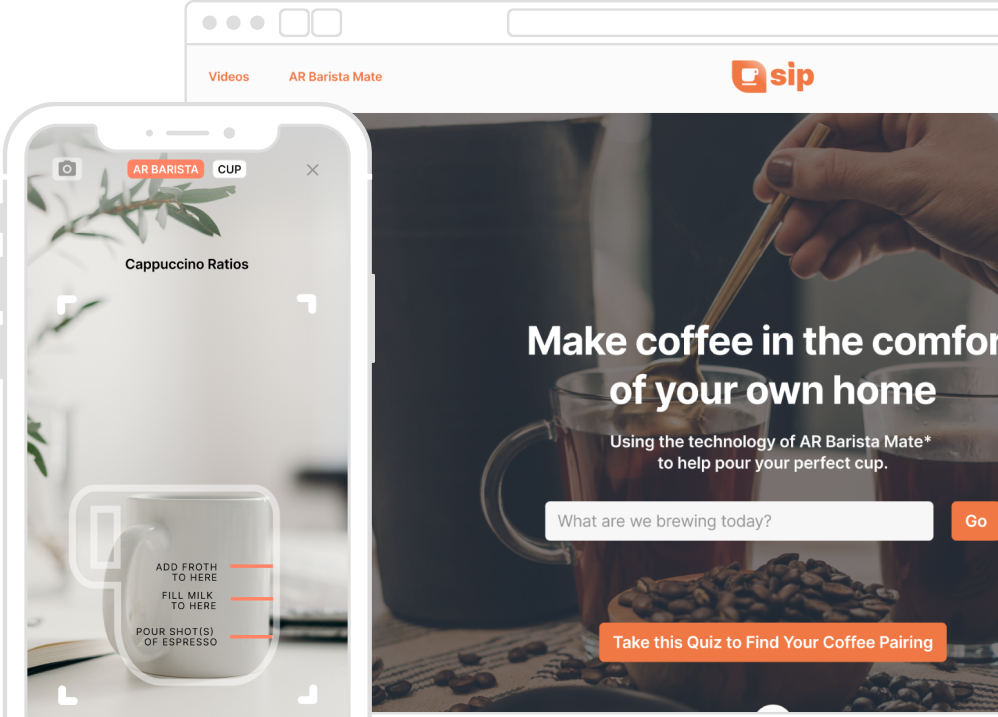 Videos
AR Barista Mate
sip
AR BARISTA
CUP
Cappuccino Ratios
ADD FROTH
TO HERE
FILL MILK
TO HERE
POUR SHOT(S)
OF ESPRESSO
Make coffee in the comfor
of your own home
Using the technology of AR Barista Mate*
to help pour your perfect cup.
What are we brewing today?
Go
Take this Quiz to Find Your Coffee Pairing